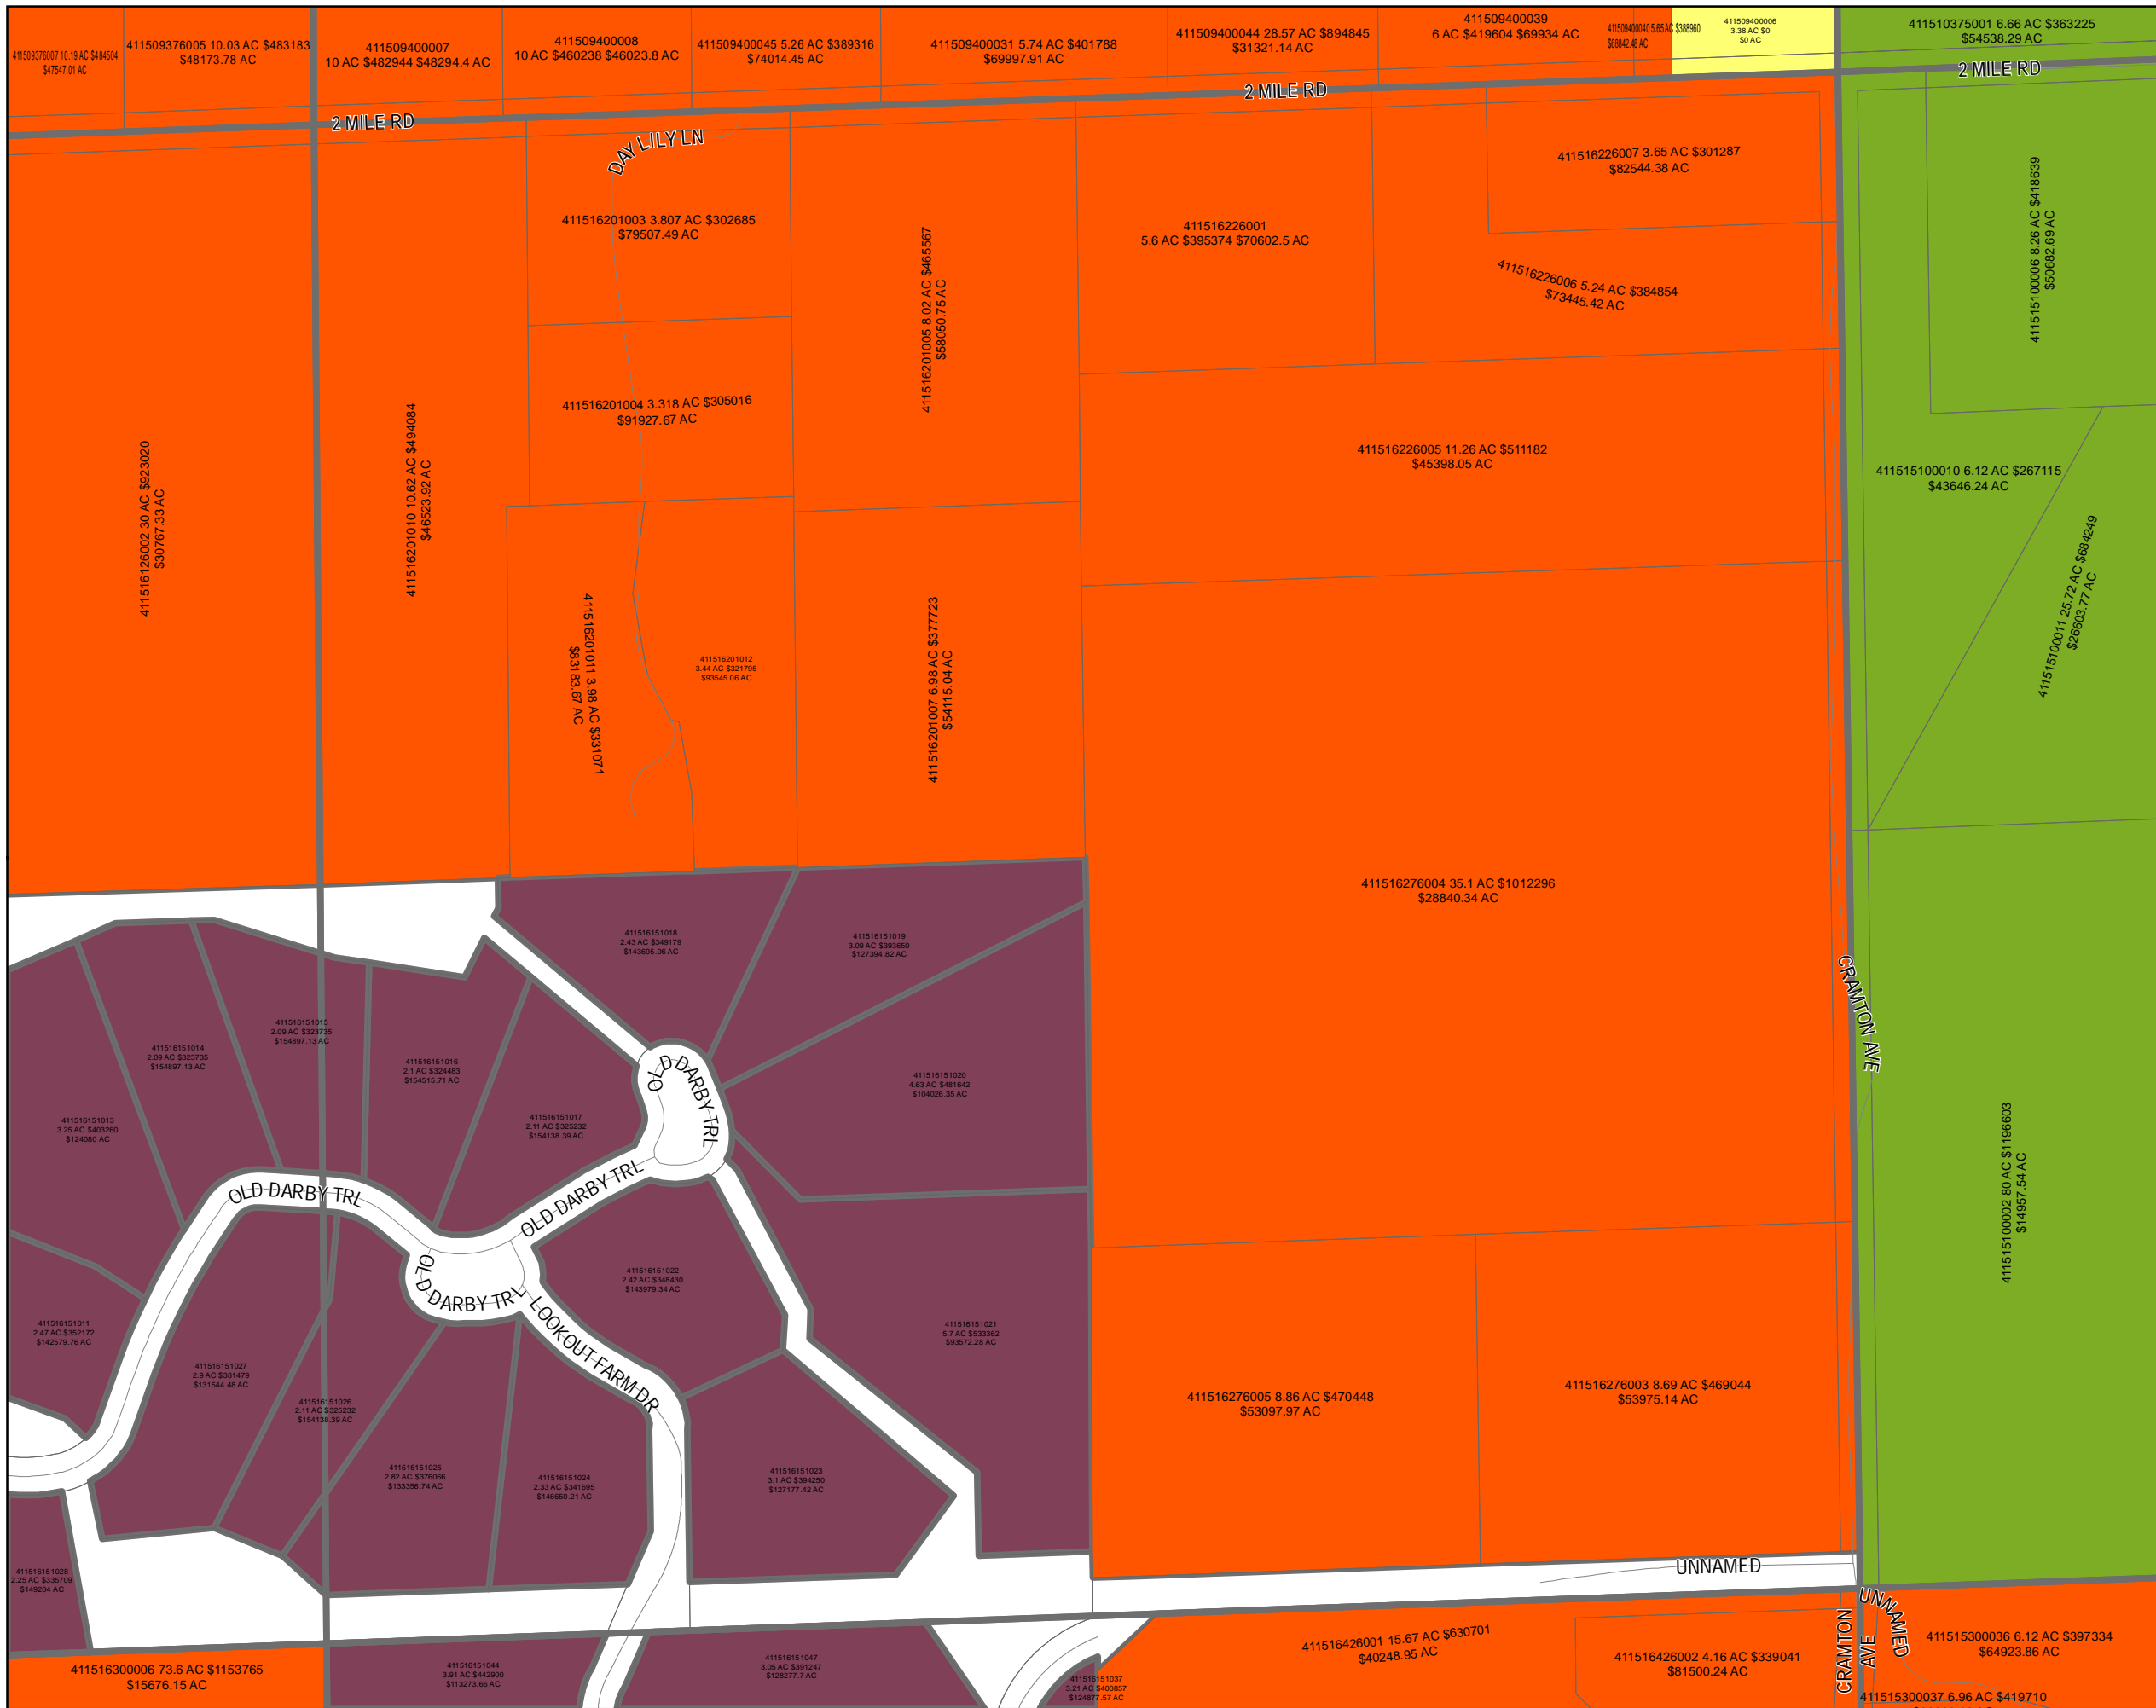 411509376007 10.19 AC $484504
$47547.01 AC
411509376005 10.03 AC $483183
$48173.78 AC
411509400007
10 AC $482944 $48294.4 AC
411509400008
10 AC $460238 $46023.8 AC
411509400045 5.26 AC $389316
$74014.45 AC
411509400031 5.74 AC $401788
$69997.91 AC
411509400044 28.57 AC $894845
$31321.14 AC
411509400039
6 AC $419604 $69934 AC
411509400040 5.65 AC $388960
$68842.48 AC
411509400006
3.38 AC $0
$0 AC
411510375001 6.66 AC $363225
$54538.29 AC
2 MILE RD
2 MILE RD
2 MILE RD
DAY LILY LN
411516226007 3.65 AC $301287
$82544.38 AC
411516201003 3.807 AC $302685
$79507.49 AC
411516226001
5.6 AC $395374 $70602.5 AC
411516201005 8.02 AC $465567
$58050.75 AC
411515100006 8.26 AC $418639
$50682.69 AC
411516226006 5.24 AC $384854
$73445.42 AC
411516201004 3.318 AC $305016
$91927.67 AC
411516226005 11.26 AC $511182
$45398.05 AC
411515100010 6.12 AC $267115
$43646.24 AC
411516126002 30 AC $923020
$30767.33 AC
411516201010 10.62 AC $494084
$46523.92 AC
411515100011 25.72 AC $684249
$26603.77 AC
411516201011 3.98 AC $331071
$83183.67 AC
411516201012
3.44 AC $321795
$93545.06 AC
411516201007 6.98 AC $377723
$54115.04 AC
411516276004 35.1 AC $1012296
$28840.34 AC
411516151018
2.43 AC $349179
$143695.06 AC
411516151019
3.09 AC $393650
$127394.82 AC
CRAMTON AVE
411516151015
2.09 AC $323735
$154897.13 AC
411516151014
2.09 AC $323735
$154897.13 AC
411516151016
2.1 AC $324483
$154515.71 AC
411516151020
4.63 AC $481642
$104026.35 AC
OLD DARBY TRL
411516151013
3.25 AC $403260
$124080 AC
411516151017
2.11 AC $325232
$154138.39 AC
411515100002 80 AC $1196603
$14957.54 AC
OLD DARBY TRL
OLD DARBY TRL
OLD DARBY TRL
411516151022
2.42 AC $348430
$143979.34 AC
411516151011
2.47 AC $352172
$142579.76 AC
411516151021
5.7 AC $533362
$93572.28 AC
LOOKOUT FARM DR
411516151027
2.9 AC $381479
$131544.48 AC
411516151026
2.11 AC $325232
$154138.39 AC
411516276005 8.86 AC $470448
$53097.97 AC
411516276003 8.69 AC $469044
$53975.14 AC
411516151025
2.82 AC $376066
$133356.74 AC
411516151024
2.33 AC $341695
$146650.21 AC
411516151023
3.1 AC $394250
$127177.42 AC
411516151028
2.25 AC $335709
$149204 AC
UNNAMED
UNNAMED
CRAMTON
AVE
411516300006 73.6 AC $1153765
$15676.15 AC
411516151044
3.91 AC $442900
$113273.66 AC
411516151047
3.05 AC $391247
$128277.7 AC
411516151037
3.21 AC $400857
$124877.57 AC
411516426001 15.67 AC $630701
$40248.95 AC
411516426002 4.16 AC $339041
$81500.24 AC
411515300036 6.12 AC $397334
$64923.86 AC
411515300037 6.96 AC $419710